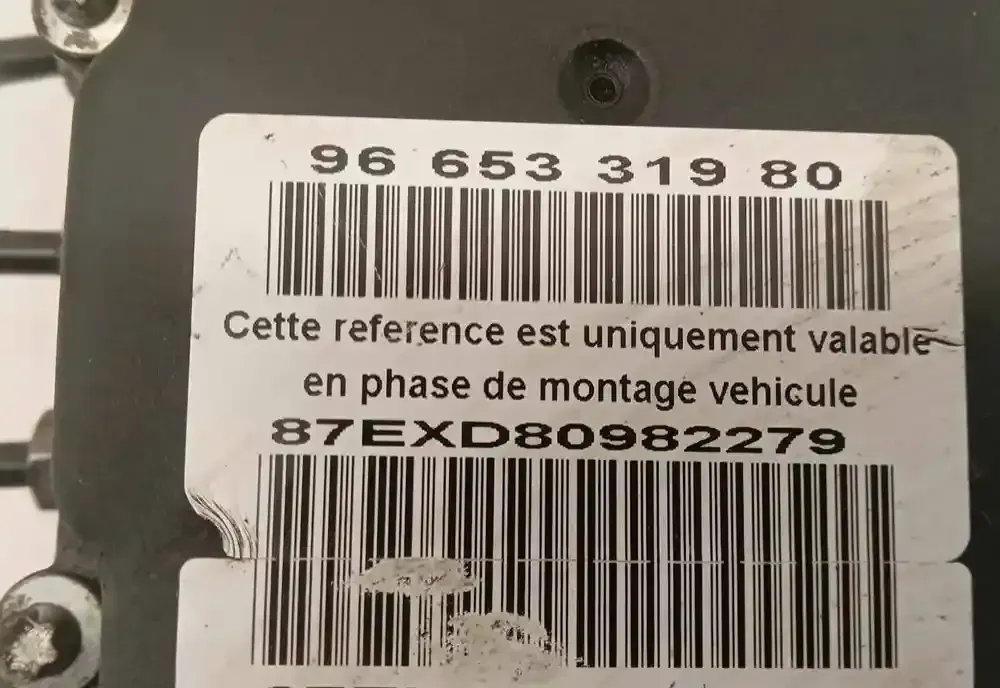 96 653 319 80
Cette reference est uniquement valable
en phase de montage vehicule
87EXD80982279